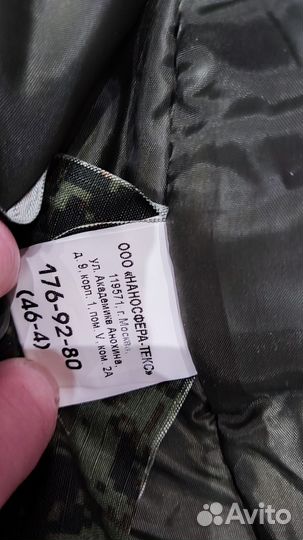 ООО «НАНОСФЕРА-ТЕКС»
119571, г. Москва,
ул. Академика Анохина,
д. 9, корп. 1, пом. V, ком. 2А
176-92-80
(46-4)
Avito